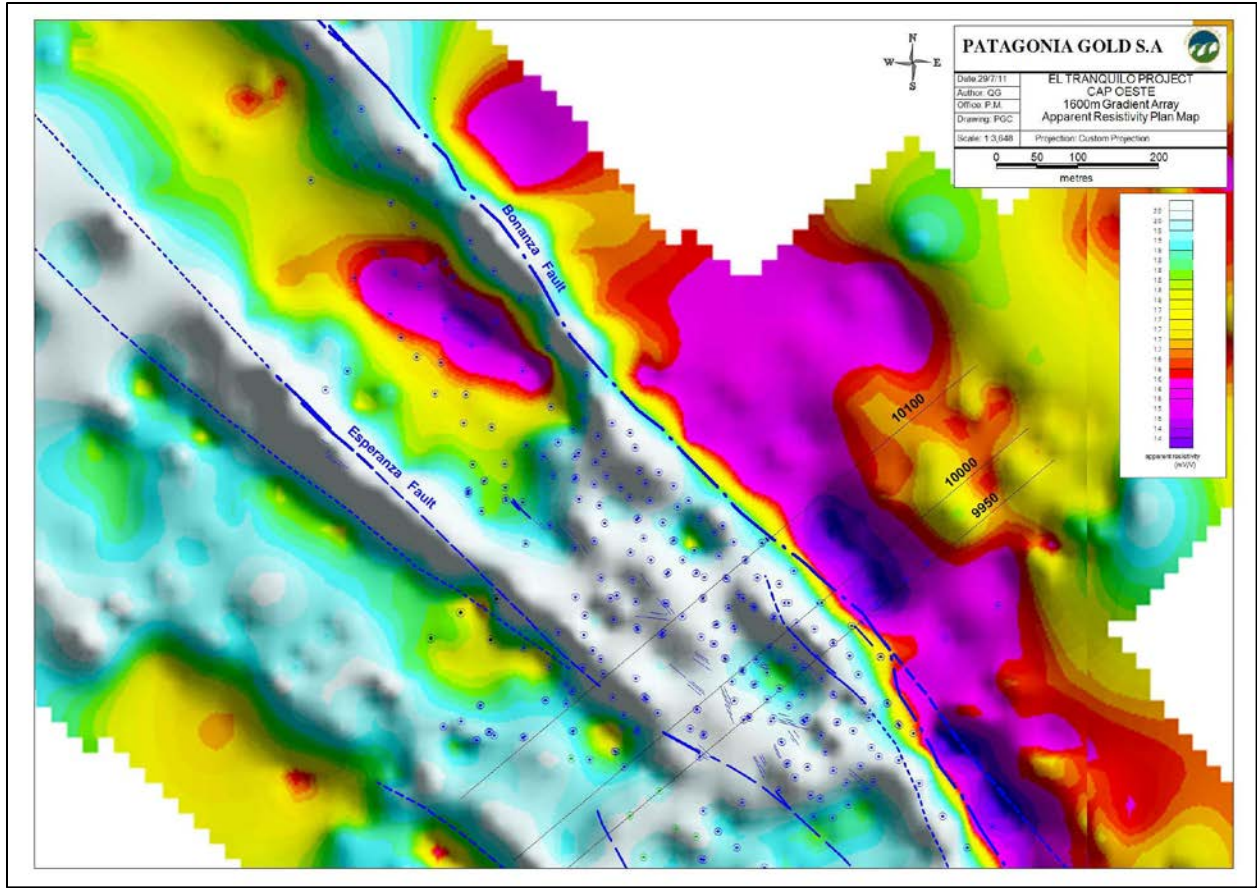 PATAGONIA GOLD S.A
N
W E
S
Date:29/7/11
Author: QG
Office: P.M.
Drawing: PGC
EL TRANQUILO PROJECT
CAP OESTE
1600m Gradient Array
Apparent Resistivity Plan Map
Scale: 1:3,648
Projection: Custom Projection
0 50 100 200
metres
apparent resistivity
(mV/V)
Bonanza Fault
Esperanza Fault
10100
10000
9950